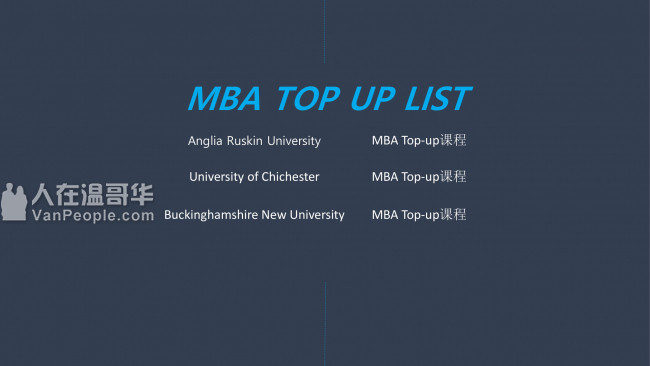 MBA TOP UP LIST
Anglia Ruskin University MBA Top-up课程
University of Chichester MBA Top-up课程
人在温哥华
VanPeople.com
Buckinghamshire New University MBA Top-up课程